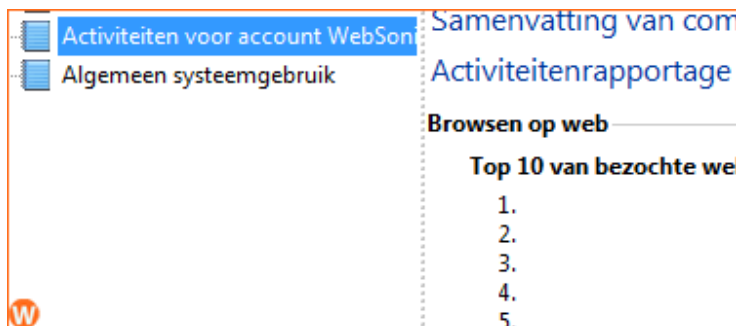 Activiteiten voor account WebSoni
Algemeen systeemgebruik
Samenvatting van com
Activiteitenrapportage
Browsen op web
Top 10 van bezochte we
1.
2.
3.
4.
5.
W